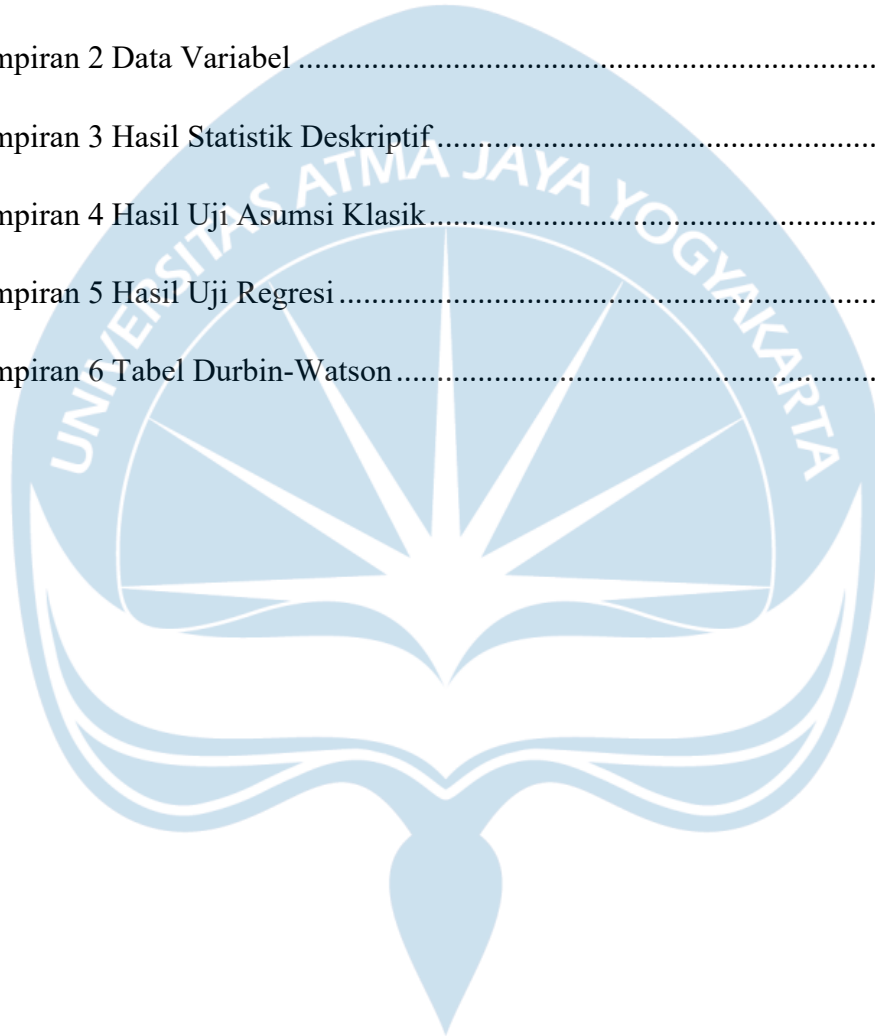 mpiran 2 Data Variabel ........................................................................
mpiran 3 Hasil Statistik Deskriptif.......................................................
mpiran 4 Hasil Uji Asumsi Klasik........................................................
mpiran 5 Hasil Uji Regresi...................................................................
mpiran 6 Tabel Durbin-Watson............................................................
UNIVERSITAS ATMA JAYA YOGYAKARTA